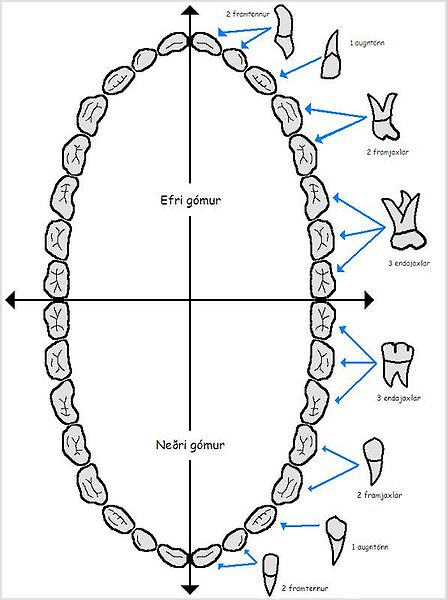 2 framtennur
1 augntönn
2 framjaxlar
Efri gómur
3 endajaxlar
3 endajaxlar
Neðri gómur
2 framjaxlar
1 augntönn
2 framtennur